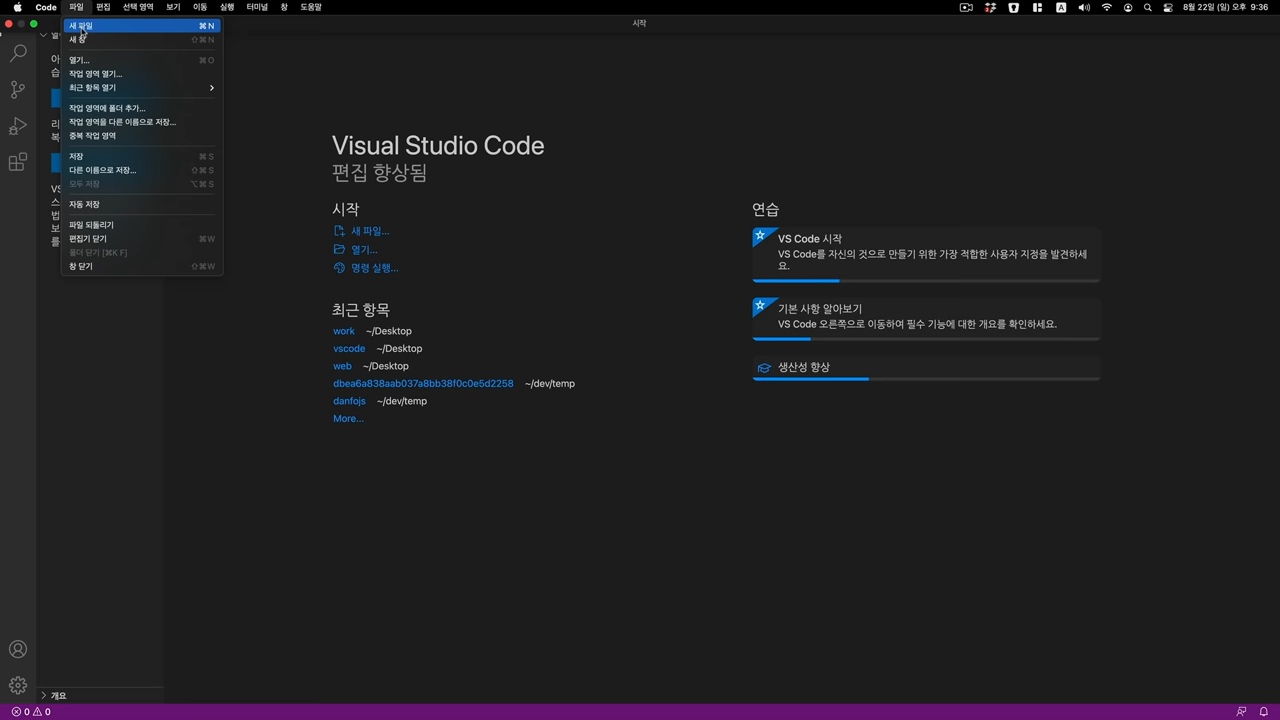 Code 파일 편집 선택 영역 보기 이동 실행 터미널 창 도움말 A 8월 22일 (일) 오후 9:36
시작
새 파일 ⌘N
새 창 ⇧⌘N
열기... ⌘O
작업 영역 열기...
최근 항목 열기
작업 영역에 폴더 추가...
작업 영역을 다른 이름으로 저장...
중복 작업 영역
저장 ⌘S
다른 이름으로 저장... ⇧⌘S
모두 저장 ⌥⌘S
자동 저장
파일 되돌리기
편집기 닫기 ⌘W
폴더 닫기 [⌘K F]
창 닫기 ⇧⌘W
아
습
리
복
VS
스
법
보
를
개요
Visual Studio Code
편집 향상됨
시작
새 파일...
열기...
명령 실행...
최근 항목
work ~/Desktop
vscode ~/Desktop
web ~/Desktop
dbea6a838aab037a8bb38f0c0e5d2258 ~/dev/temp
danfojs ~/dev/temp
More...
연습
VS Code 시작
VS Code를 자신의 것으로 만들기 위한 가장 적합한 사용자 지정을 발견하세
요.
기본 사항 알아보기
VS Code 오른쪽으로 이동하여 필수 기능에 대한 개요를 확인하세요.
생산성 향상
0 0